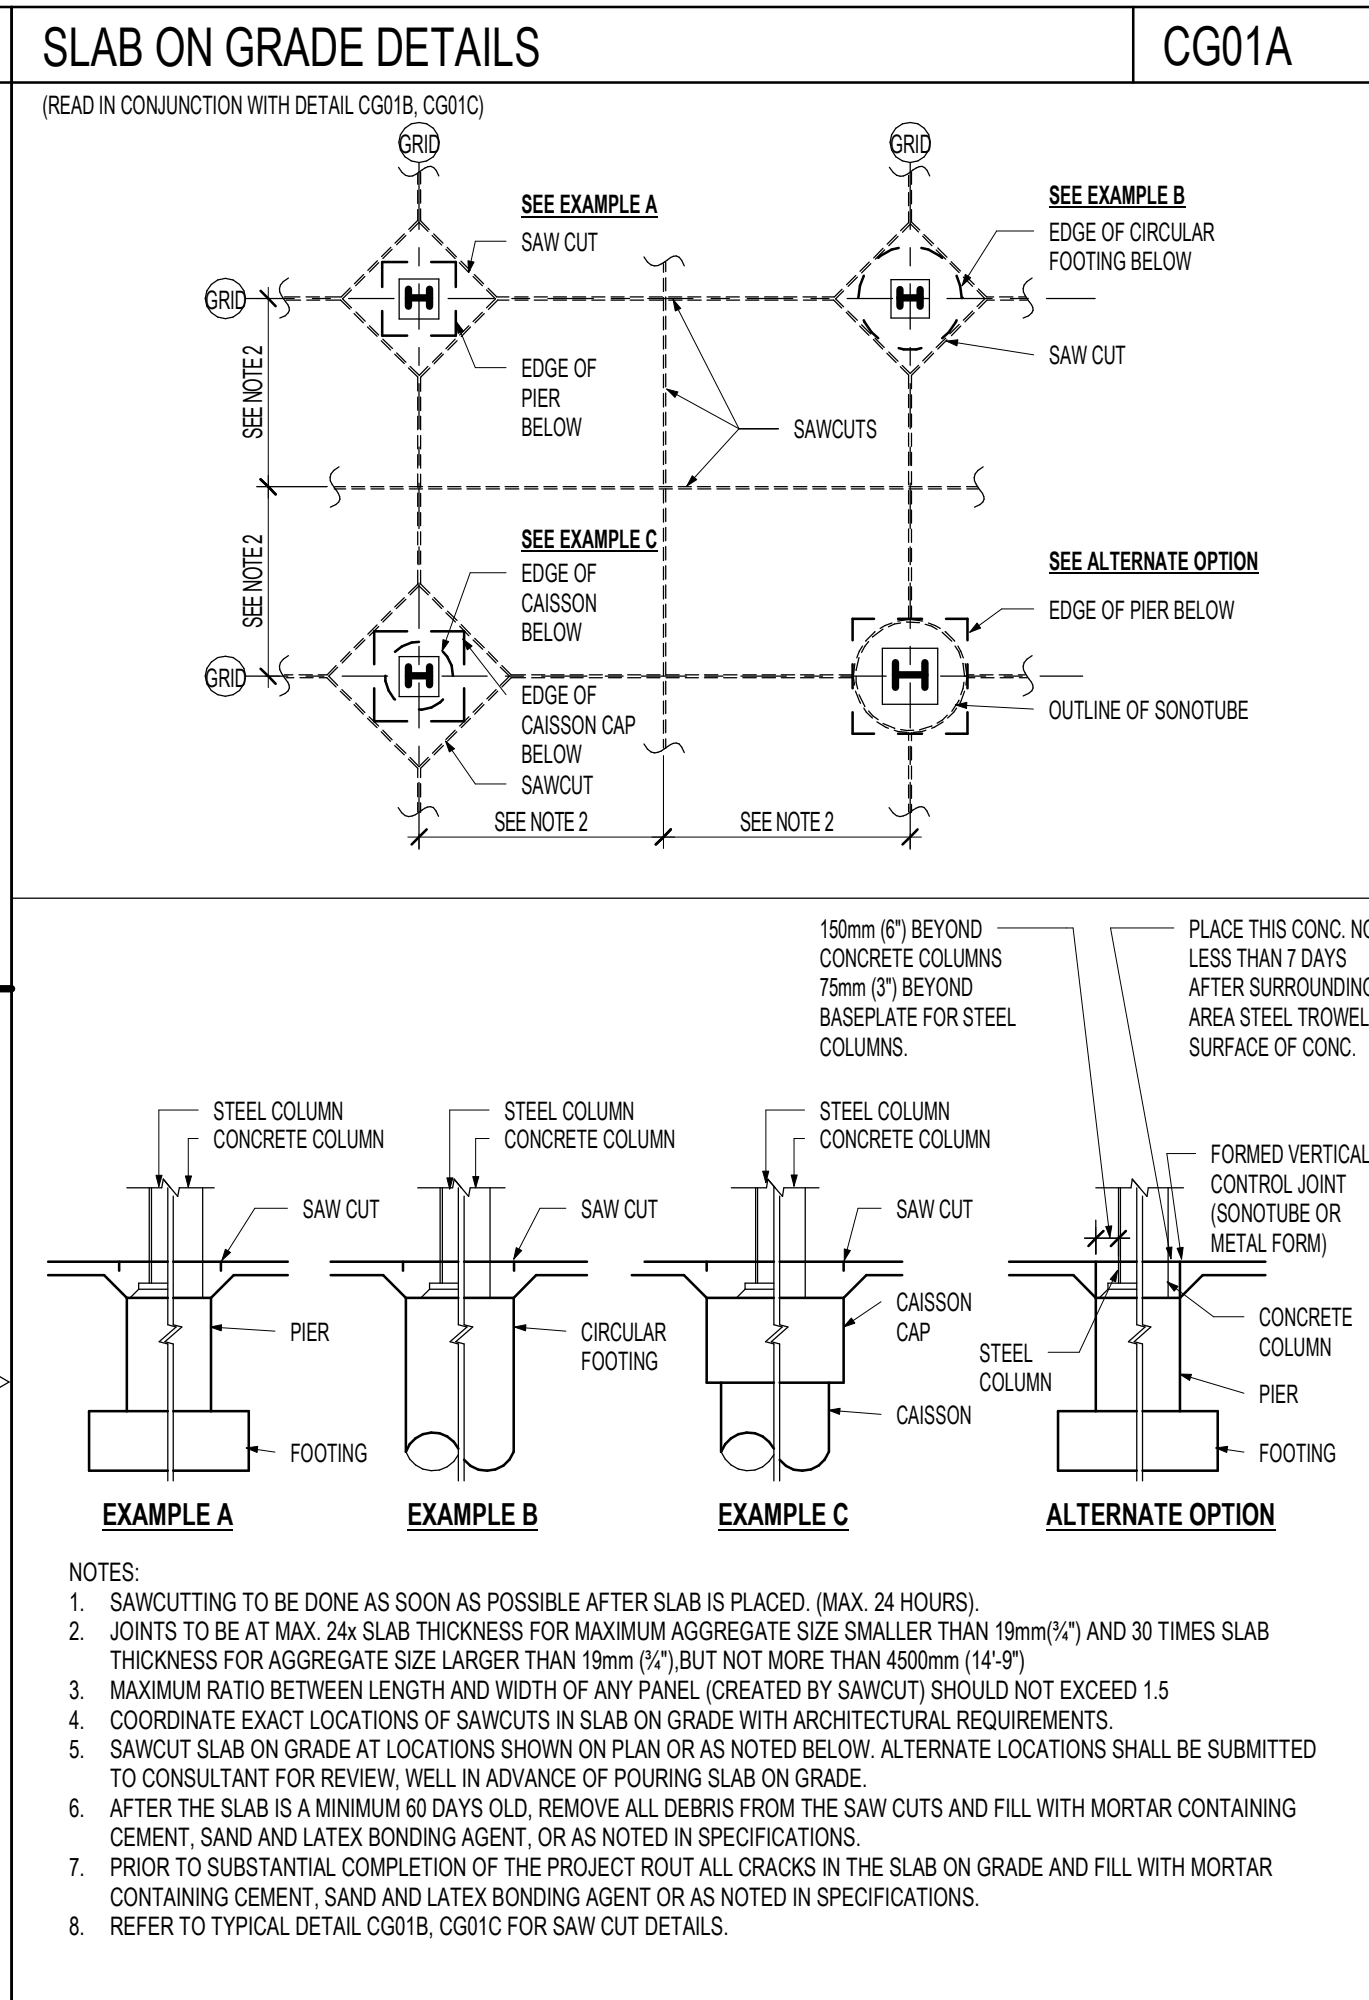 SLAB ON GRADE DETAILS
CG01A
(READ IN CONJUNCTION WITH DETAIL CG01B, CG01C)
GRID
GRID
SEE EXAMPLE A
SAW CUT
SEE EXAMPLE B
EDGE OF CIRCULAR
FOOTING BELOW
GRID
SEE NOTE 2
EDGE OF
PIER
BELOW
SAW CUT
SAWCUTS
SEE NOTE 2
SEE EXAMPLE C
EDGE OF
CAISSON
BELOW
SEE ALTERNATE OPTION
EDGE OF PIER BELOW
GRID
EDGE OF
CAISSON CAP
BELOW
SAWCUT
OUTLINE OF SONOTUBE
SEE NOTE 2
SEE NOTE 2
150mm (6") BEYOND
CONCRETE COLUMNS
75mm (3") BEYOND
BASEPLATE FOR STEEL
COLUMNS.
PLACE THIS CONC.
LESS THAN 7 DAYS
AFTER SURROUNDING
AREA STEEL TROWEL
SURFACE OF CONC.
STEEL COLUMN
CONCRETE COLUMN
SAW CUT
PIER
FOOTING
EXAMPLE A
STEEL COLUMN
CONCRETE COLUMN
SAW CUT
CIRCULAR
FOOTING
EXAMPLE B
STEEL COLUMN
CONCRETE COLUMN
SAW CUT
CAISSON
CAP
CAISSON
EXAMPLE C
FORMED VERTICAL
CONTROL JOINT
(SONOTUBE OR
METAL FORM)
STEEL
COLUMN
CONCRETE
COLUMN
PIER
FOOTING
ALTERNATE OPTION
NOTES:
1. SAWCUTTING TO BE DONE AS SOON AS POSSIBLE AFTER SLAB IS PLACED. (MAX. 24 HOURS).
2. JOINTS TO BE AT MAX. 24x SLAB THICKNESS FOR MAXIMUM AGGREGATE SIZE SMALLER THAN 19mm(¾") AND 30 TIMES SLAB
THICKNESS FOR AGGREGATE SIZE LARGER THAN 19mm (¾"),BUT NOT MORE THAN 4500mm (14'-9")
3. MAXIMUM RATIO BETWEEN LENGTH AND WIDTH OF ANY PANEL (CREATED BY SAWCUT) SHOULD NOT EXCEED 1.5
4. COORDINATE EXACT LOCATIONS OF SAWCUTS IN SLAB ON GRADE WITH ARCHITECTURAL REQUIREMENTS.
5. SAWCUT SLAB ON GRADE AT LOCATIONS SHOWN ON PLAN OR AS NOTED BELOW. ALTERNATE LOCATIONS SHALL BE SUBMITTED
TO CONSULTANT FOR REVIEW, WELL IN ADVANCE OF POURING SLAB ON GRADE.
6. AFTER THE SLAB IS A MINIMUM 60 DAYS OLD, REMOVE ALL DEBRIS FROM THE SAW CUTS AND FILL WITH MORTAR CONTAINING
CEMENT, SAND AND LATEX BONDING AGENT, OR AS NOTED IN SPECIFICATIONS.
7. PRIOR TO SUBSTANTIAL COMPLETION OF THE PROJECT ROUT ALL CRACKS IN THE SLAB ON GRADE AND FILL WITH MORTAR
CONTAINING CEMENT, SAND AND LATEX BONDING AGENT OR AS NOTED IN SPECIFICATIONS.
8. REFER TO TYPICAL DETAIL CG01B, CG01C FOR SAW CUT DETAILS.